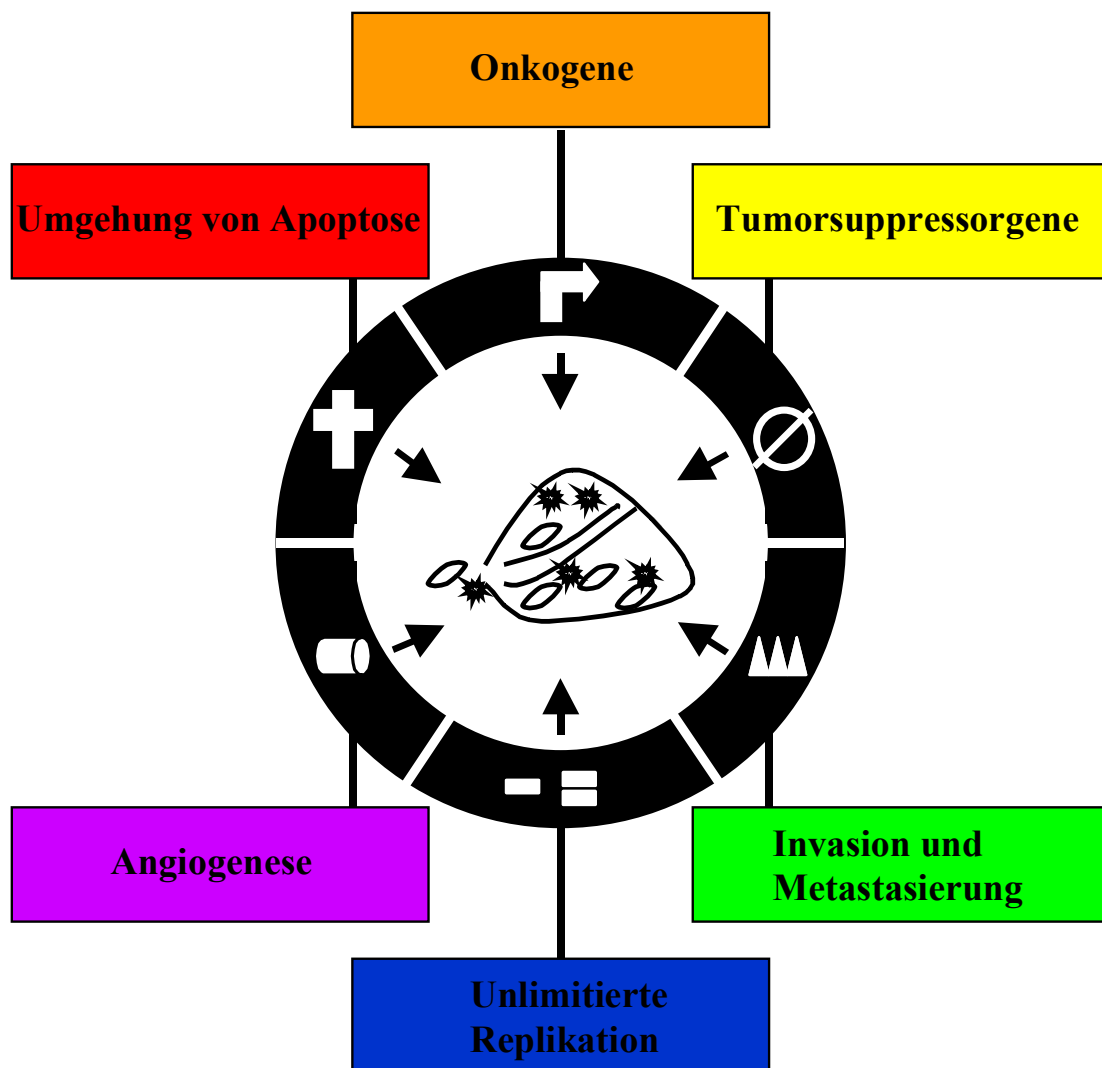 Onkogene
Umgehung von Apoptose
Tumorsuppressorgene
Angiogenese
Invasion und
Metastasierung
Unlimitierte
Replikation